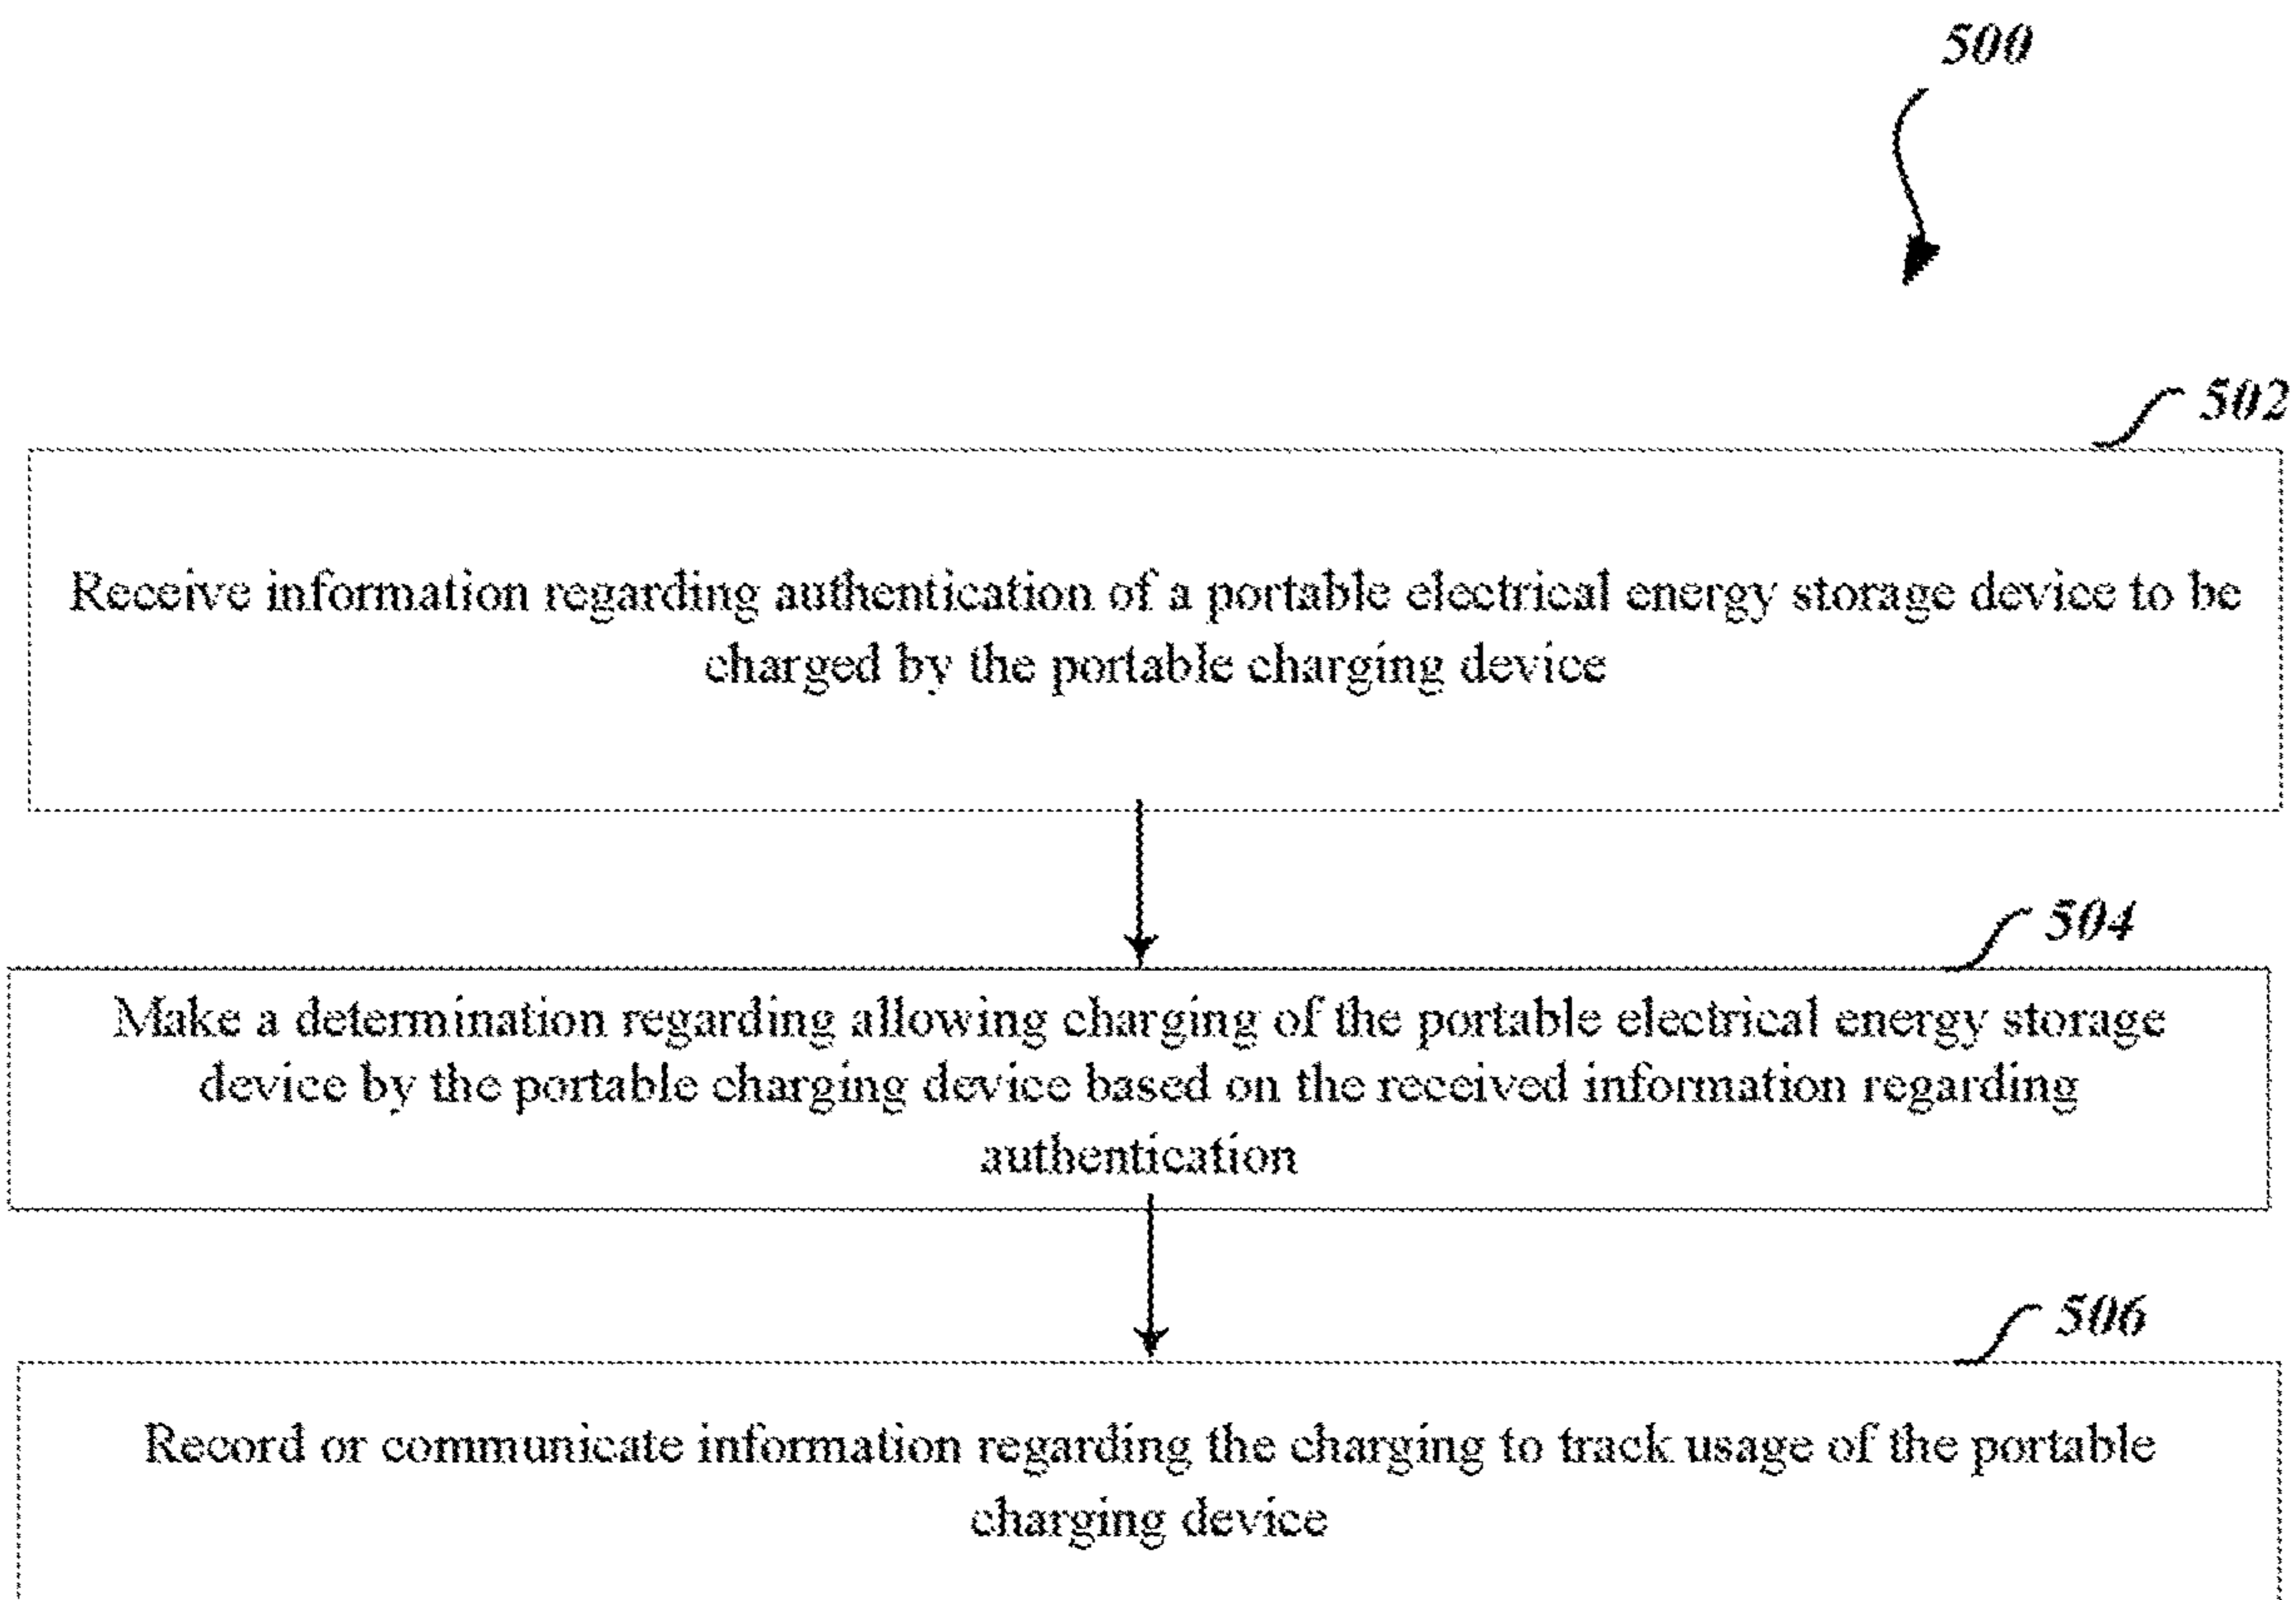 500
502
Receive information regarding authentication of a portable electrical energy storage device to be
charged by the portable charging device
504
Make a determination regarding allowing charging of the portable electrical energy storage
device by the portable charging device based on the received information regarding
authentication
506
Record or communicate information regarding the charging to track usage of the portable
charging device